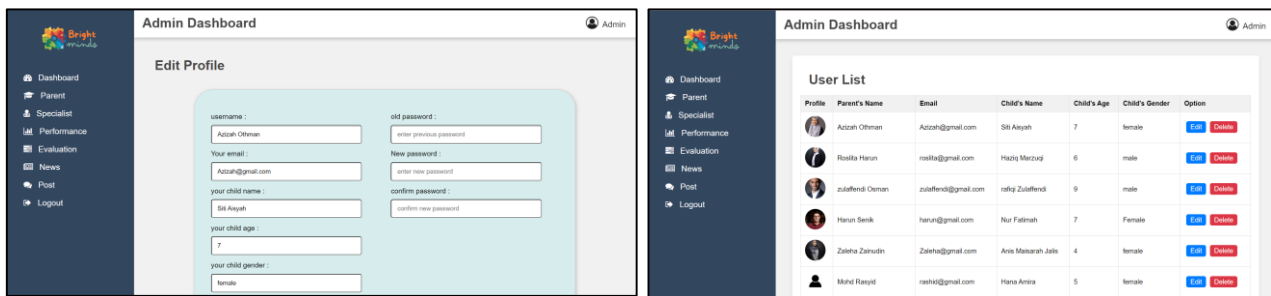 Bright
minds
Dashboard
Parent
Specialist
Performance
Evaluation
News
Post
Logout
Admin Dashboard
Admin
Edit Profile
username :
Azizah Othman
Your email :
Azizah@gmail.com
your child name :
Siti Aisyah
your child age :
7
your child gender :
female
old password :
enter previous password
New password :
enter new password
confirm password :
confirm new password
Bright
minds
Dashboard
Parent
Specialist
Performance
Evaluation
News
Post
Logout
Admin Dashboard
Admin
User List
Profile Parent's Name Email Child's Name Child's Age Child's Gender Option
Azizah Othman Azizah@gmail.com Siti Aisyah 7 female Edit Delete
Roslita Harun roslita@gmail.com Haziq Marzuqi 6 male Edit Delete
zulaffendi Osman zulaffendi@gmail.com rafiqi Zulaffendi 9 male Edit Delete
Harun Senik harun@gmail.com Nur Fatimah 7 Female Edit Delete
Zaleha Zainudin Zaleha@gmail.com Anis Maisarah Jalis 4 female Edit Delete
Mohd Rasyid rashid@gmail.com Hana Amira 5 female Edit Delete